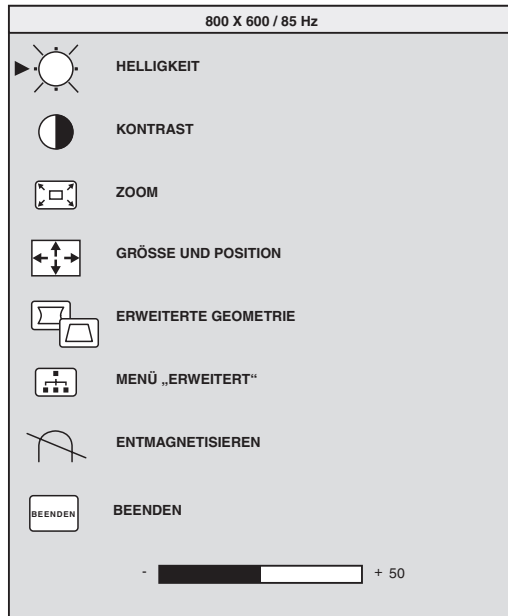 800 X 600 / 85 Hz
HELLIGKEIT
KONTRAST
ZOOM
GRÖSSE UND POSITION
ERWEITERTE GEOMETRIE
MENÜ „ERWEITERT“
ENTMAGNETISIEREN
BEENDEN BEENDEN
- + 50